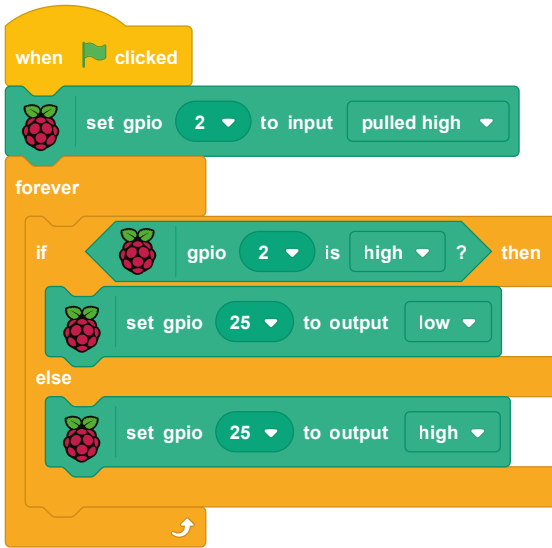 when clicked
set gpio 2 to input pulled high
forever
if gpio 2 is high ? then
set gpio 25 to output low
else
set gpio 25 to output high